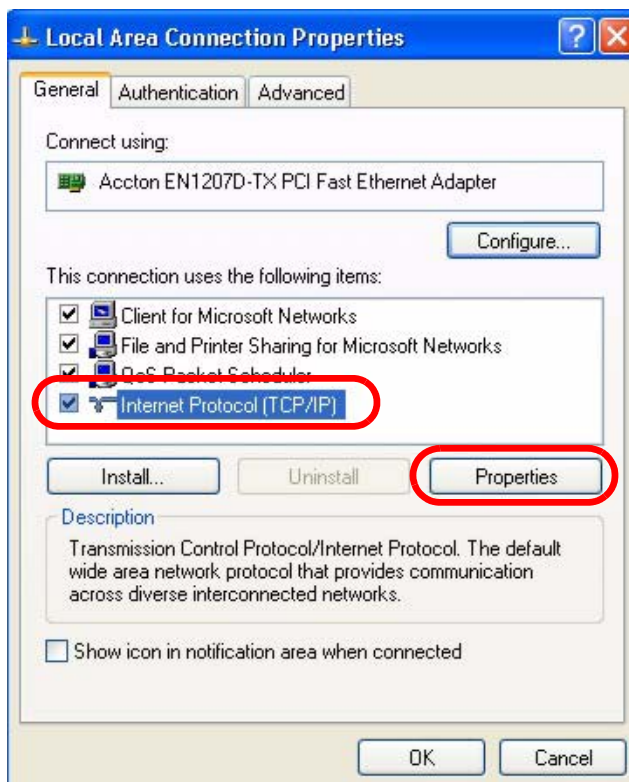 Local Area Connection Properties
General Authentication Advanced
Connect using:
Accton EN1207D-TX PCI Fast Ethernet Adapter
Configure...
This connection uses the following items:
Client for Microsoft Networks
File and Printer Sharing for Microsoft Networks
QoS Packet Scheduler
Internet Protocol (TCP/IP)
Install... Uninstall Properties
Description
Transmission Control Protocol/Internet Protocol. The default
wide area network protocol that provides communication
across diverse interconnected networks.
Show icon in notification area when connected
OK Cancel